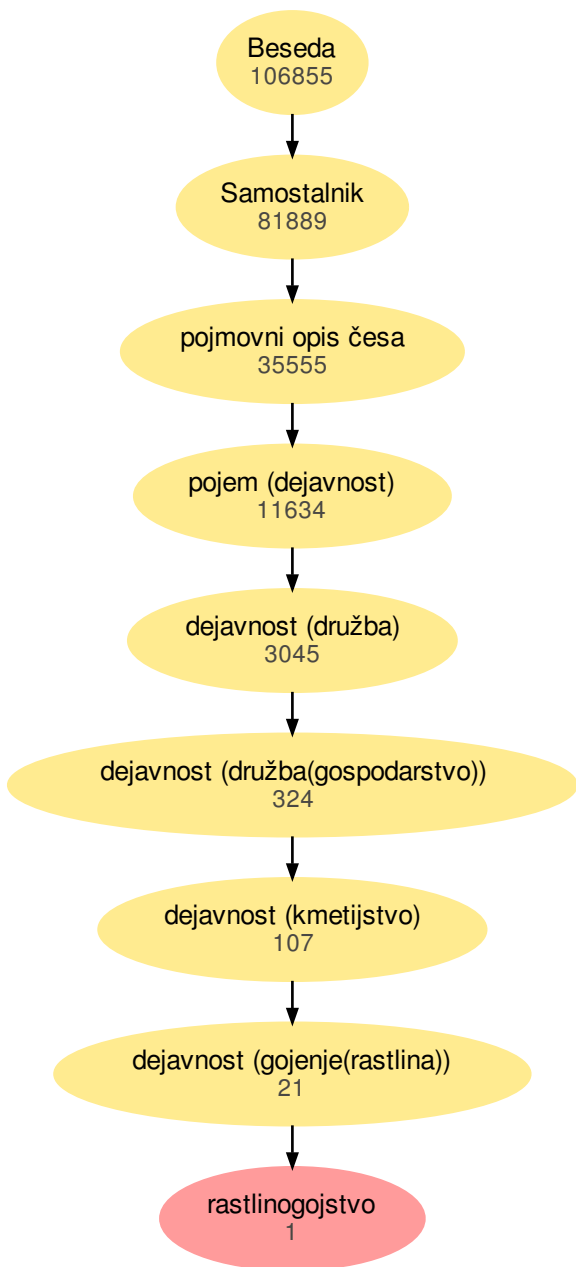 Beseda
106855
Samostalnik
81889
pojmovni opis česa
35555
pojem (dejavnost)
11634
dejavnost (družba)
3045
dejavnost (družba(gospodarstvo))
324
dejavnost (kmetijstvo)
107
dejavnost (gojenje(rastlina))
21
rastlinogojstvo
1